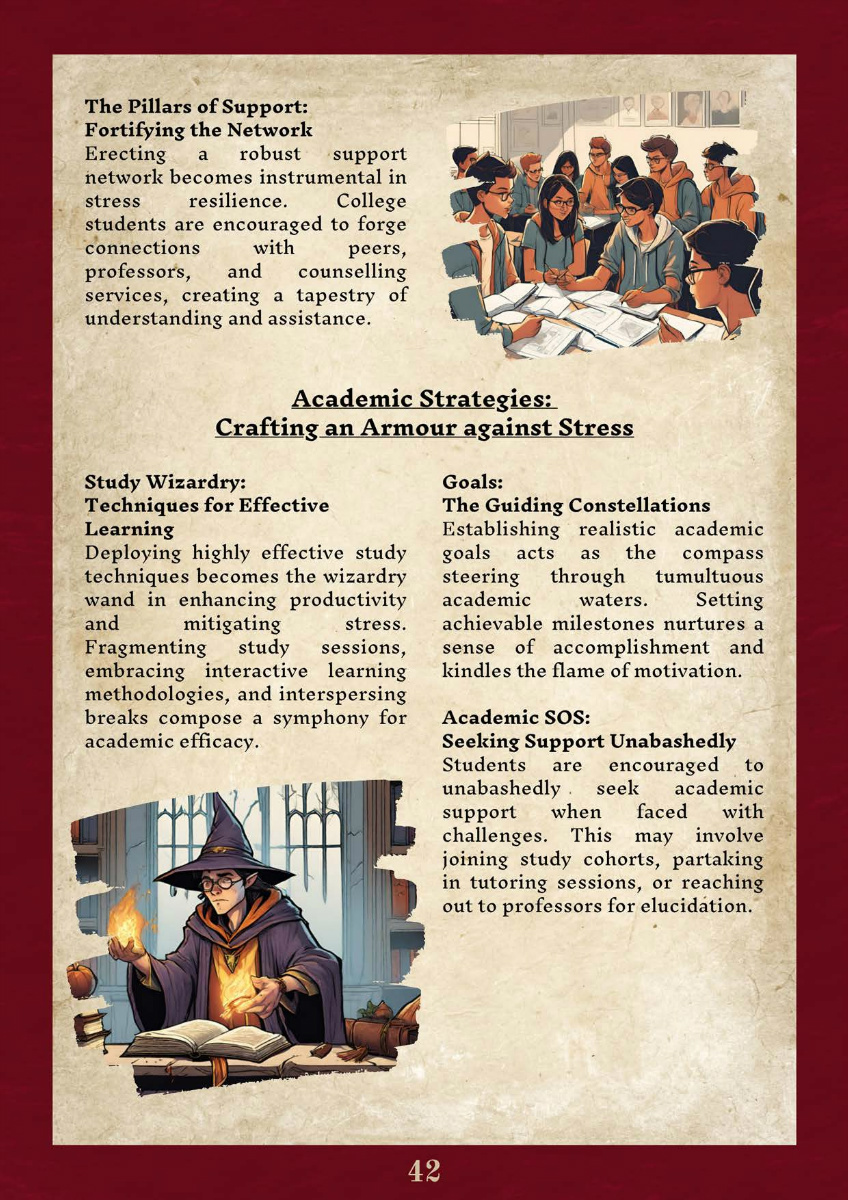 The Pillars of Support:
Fortifying the Network
Erecting a robust support
network becomes instrumental in
stress resilience. College
students are encouraged to forge
connections with peers,
professors, and counselling
services, creating a tapestry of
understanding and assistance.
Academic Strategies:
Crafting an Armour against Stress
Study Wizardry:
Techniques for Effective
Learning
Deploying highly effective study
techniques becomes the wizardry
wand in enhancing productivity
and mitigating stress.
Fragmenting study sessions,
embracing interactive learning
methodologies, and interspersing
breaks compose a symphony for
academic efficacy.
Goals:
The Guiding Constellations
Establishing realistic academic
goals acts as the compass
steering through tumultuous
academic waters. Setting
achievable milestones nurtures a
sense of accomplishment and
kindles the flame of motivation.
Academic SOS:
Seeking Support Unabashedly
Students are encouraged to
unabashedly seek academic
support when faced with
challenges. This may involve
joining study cohorts, partaking
in tutoring sessions, or reaching
out to professors for elucidation.
42